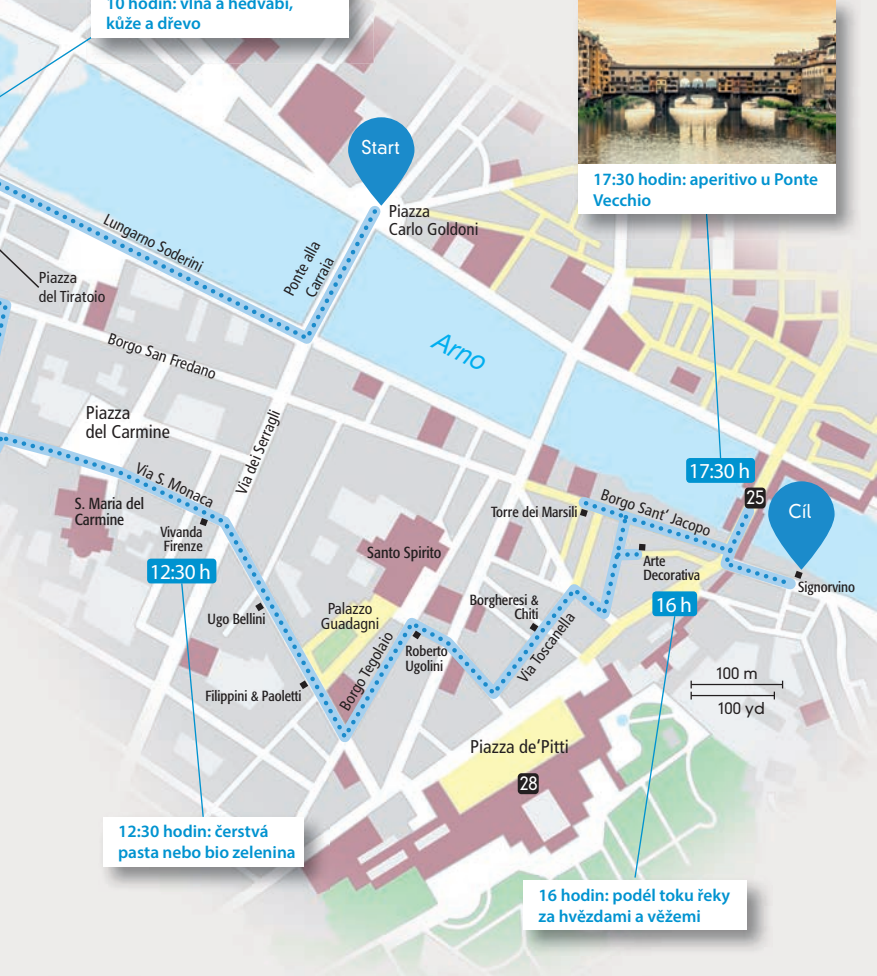 10 hodin: vlna a hedvábí,
kůže a dřevo
17:30 hodin: aperitivo u Ponte
Vecchio
Start
Piazza
Carlo Goldoni
Lungarno Soderini
Ponte alla
Carraia
Piazza
del Tiratoio
Arno
Borgo San Fredano
Piazza
del Carmine
Via dei Serragli
Via S. Monaca
17:30 h
25
Cíl
S. Maria del
Carmine
Vivanda
Firenze
Torre dei Marsili
Borgo Sant' Jacopo
Santo Spirito
12:30 h
Arte
Decorativa
Signorvino
Ugo Bellini
Palazzo
Guadagni
Borgheresi &
Chiti
16 h
Borgo Tegolaio
Roberto
Ugolini
Via Toscanella
Filippini & Paoletti
100 m
100 yd
Piazza de'Pitti
28
12:30 hodin: čerstvá
pasta nebo bio zelenina
16 hodin: podél toku řeky
za hvězdami a věžemi